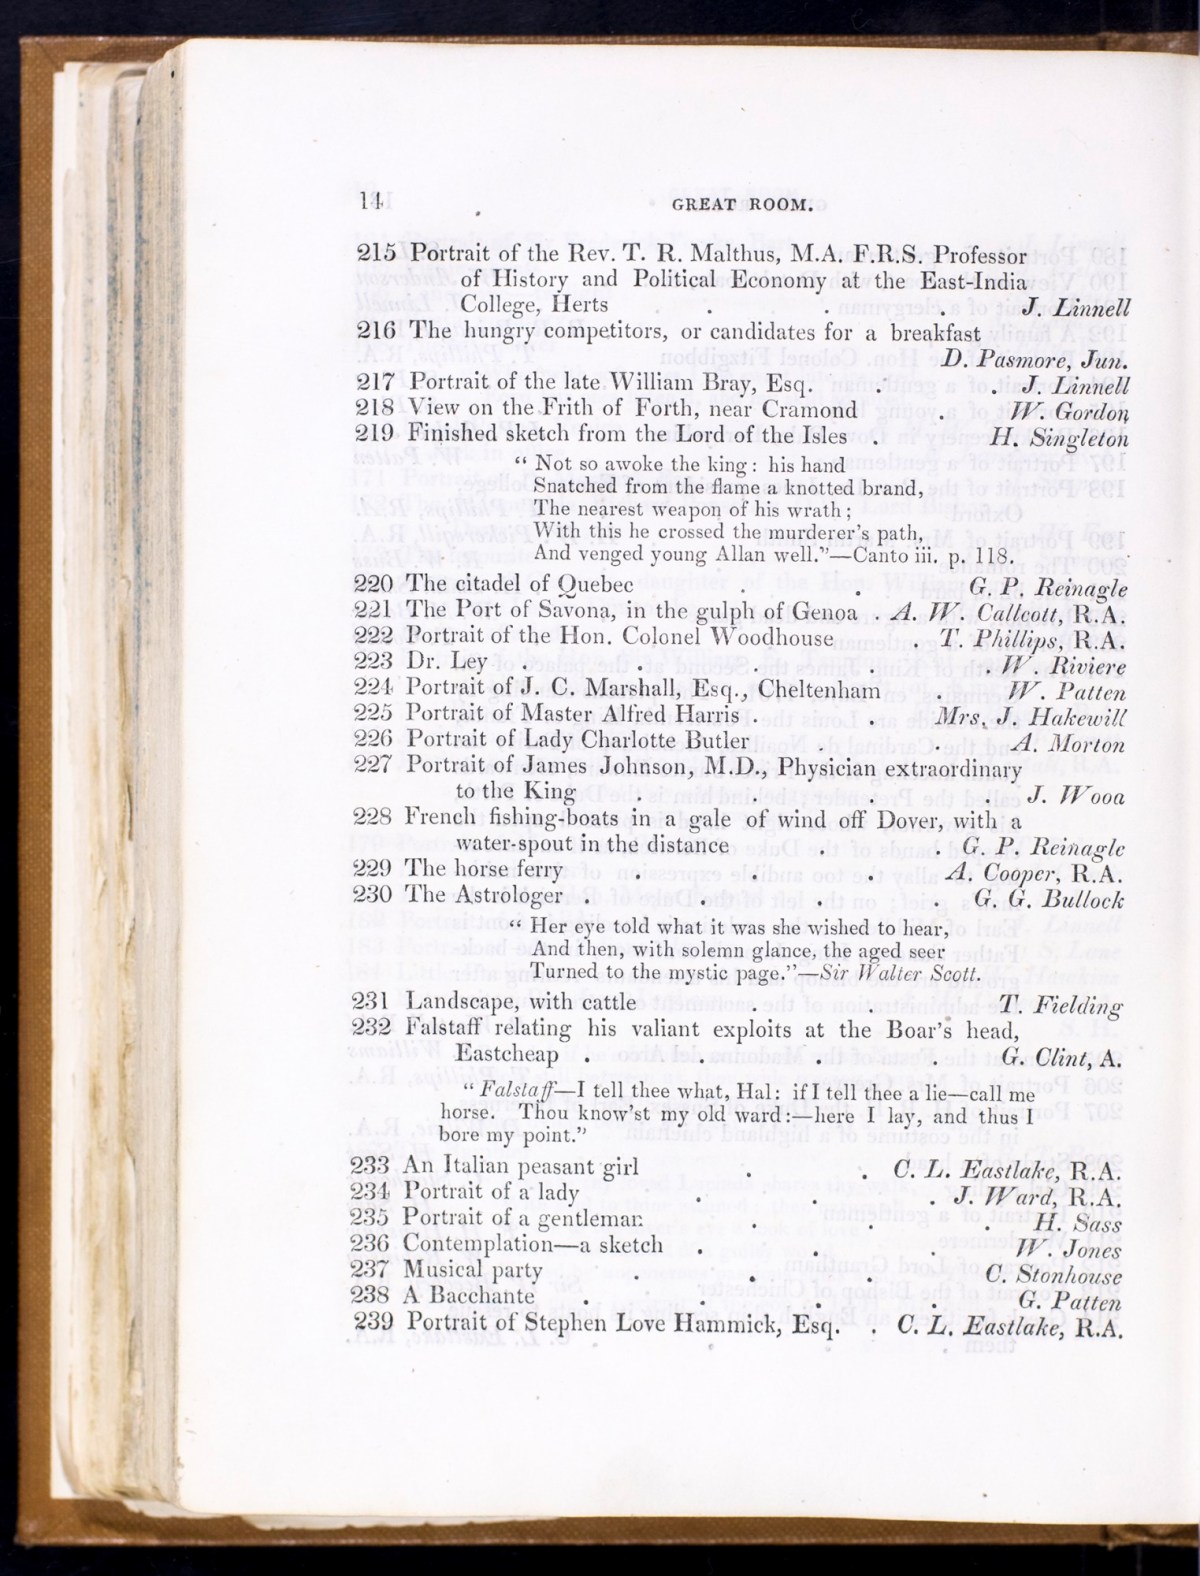 14 GREAT ROOM.
215 Portrait of the Rev. T. R. Malthus, M.A. F.R.S. Professor
of History and Political Economy at the East-India
College, Herts . . . J. Linnell
216 The hungry competitors, or candidates for a breakfast
D. Pasmore, Jun.
217 Portrait of the late William Bray, Esq. . . J. Linnell
218 View on the Frith of Forth, near Cramond . W. Gordon
219 Finished sketch from the Lord of the Isles . H. Singleton
“ Not so awoke the king : his hand
Snatched from the flame a knotted brand,
The nearest weapon of his wrath ;
With this he crossed the murderer's path,
And venged young Allan well.”—Canto iii. p. 118.
220 The citadel of Quebec . . G. P. Reinagle
221 The Port of Savona, in the gulph of Genoa . A. W. Callcott, R.A.
222 Portrait of the Hon. Colonel Woodhouse . T. Phillips, R.A.
223 Dr. Ley . . . . . W. Riviere
224 Portrait of J. C. Marshall, Esq., Cheltenham . W. Patten
225 Portrait of Master Alfred Harris . . Mrs. J. Hakewill
226 Portrait of Lady Charlotte Butler . . A. Morton
227 Portrait of James Johnson, M.D., Physician extraordinary
to the King . . . . J. Wood
228 French fishing-boats in a gale of wind off Dover, with a
water-spout in the distance . . G. P. Reinagle
229 The horse ferry . . . A. Cooper, R.A.
230 The Astrologer . . . . G. G. Bullock
“ Her eye told what it was she wished to hear,
And then, with solemn glance, the aged seer
Turned to the mystic page.”—Sir Walter Scott.
231 Landscape, with cattle . . T. Fielding
232 Falstaff relating his valiant exploits at the Boar's head,
Eastcheap . . . . G. Clint, A.
“ Falstaff—I tell thee what, Hal : if I tell thee a lie—call me
horse. Thou know'st my old ward :—here I lay, and thus I
bore my point.”
233 An Italian peasant girl . . C. L. Eastlake, R.A.
234 Portrait of a lady . . . J. Ward, R.A.
235 Portrait of a gentleman . . . H. Sass
236 Contemplation—a sketch . . . W. Jones
237 Musical party . . . C. Stonhouse
238 A Bacchante . . . . G. Patten
239 Portrait of Stephen Love Hammick, Esq. . C. L. Eastlake, R.A.